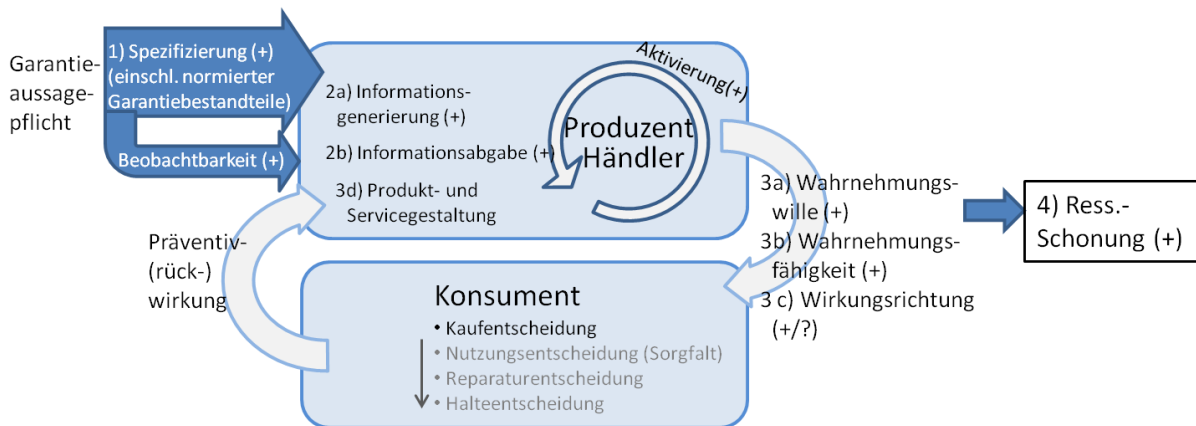 Garantie-
aussage-
pflicht
1) Spezifizierung (+)
(einschl. normierter
Garantiebestandteile)
Beobachtbarkeit (+)
2a) Informations-
generierung (+)
2b) Informationsabgabe (+)
3d) Produkt- und
Servicegestaltung
Aktivierung(+)
Produzent
Händler
3a) Wahrnehmungs-
wille (+)
3b) Wahrnehmungs-
fähigkeit (+)
3 c) Wirkungsrichtung
(+/?)
4) Ress.-
Schonung (+)
Präventiv-
(rück-)
wirkung
Konsument
• Kaufentscheidung
• Nutzungsentscheidung (Sorgfalt)
• Reparaturentscheidung
• Halteentscheidung